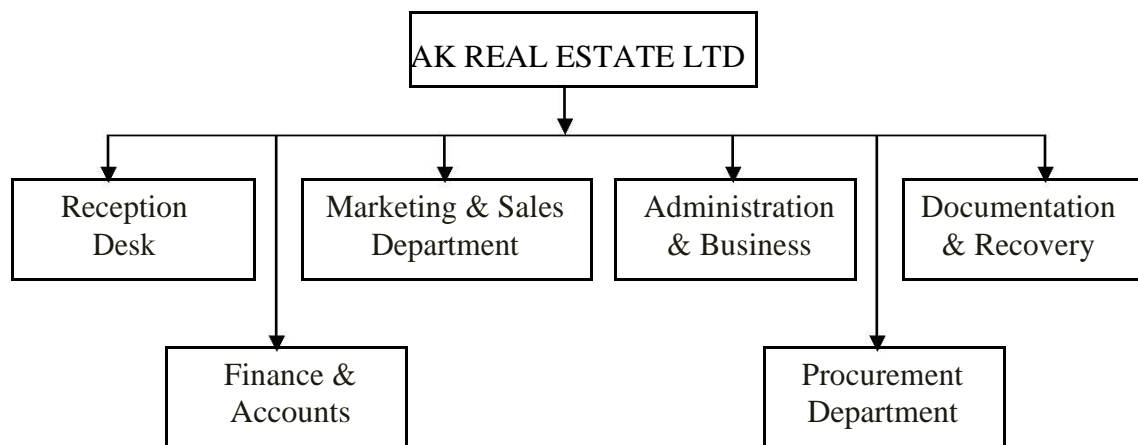 AK REAL ESTATE LTD
Reception
Desk
Marketing & Sales
Department
Administration
& Business
Documentation
& Recovery
Finance &
Accounts
Procurement
Department